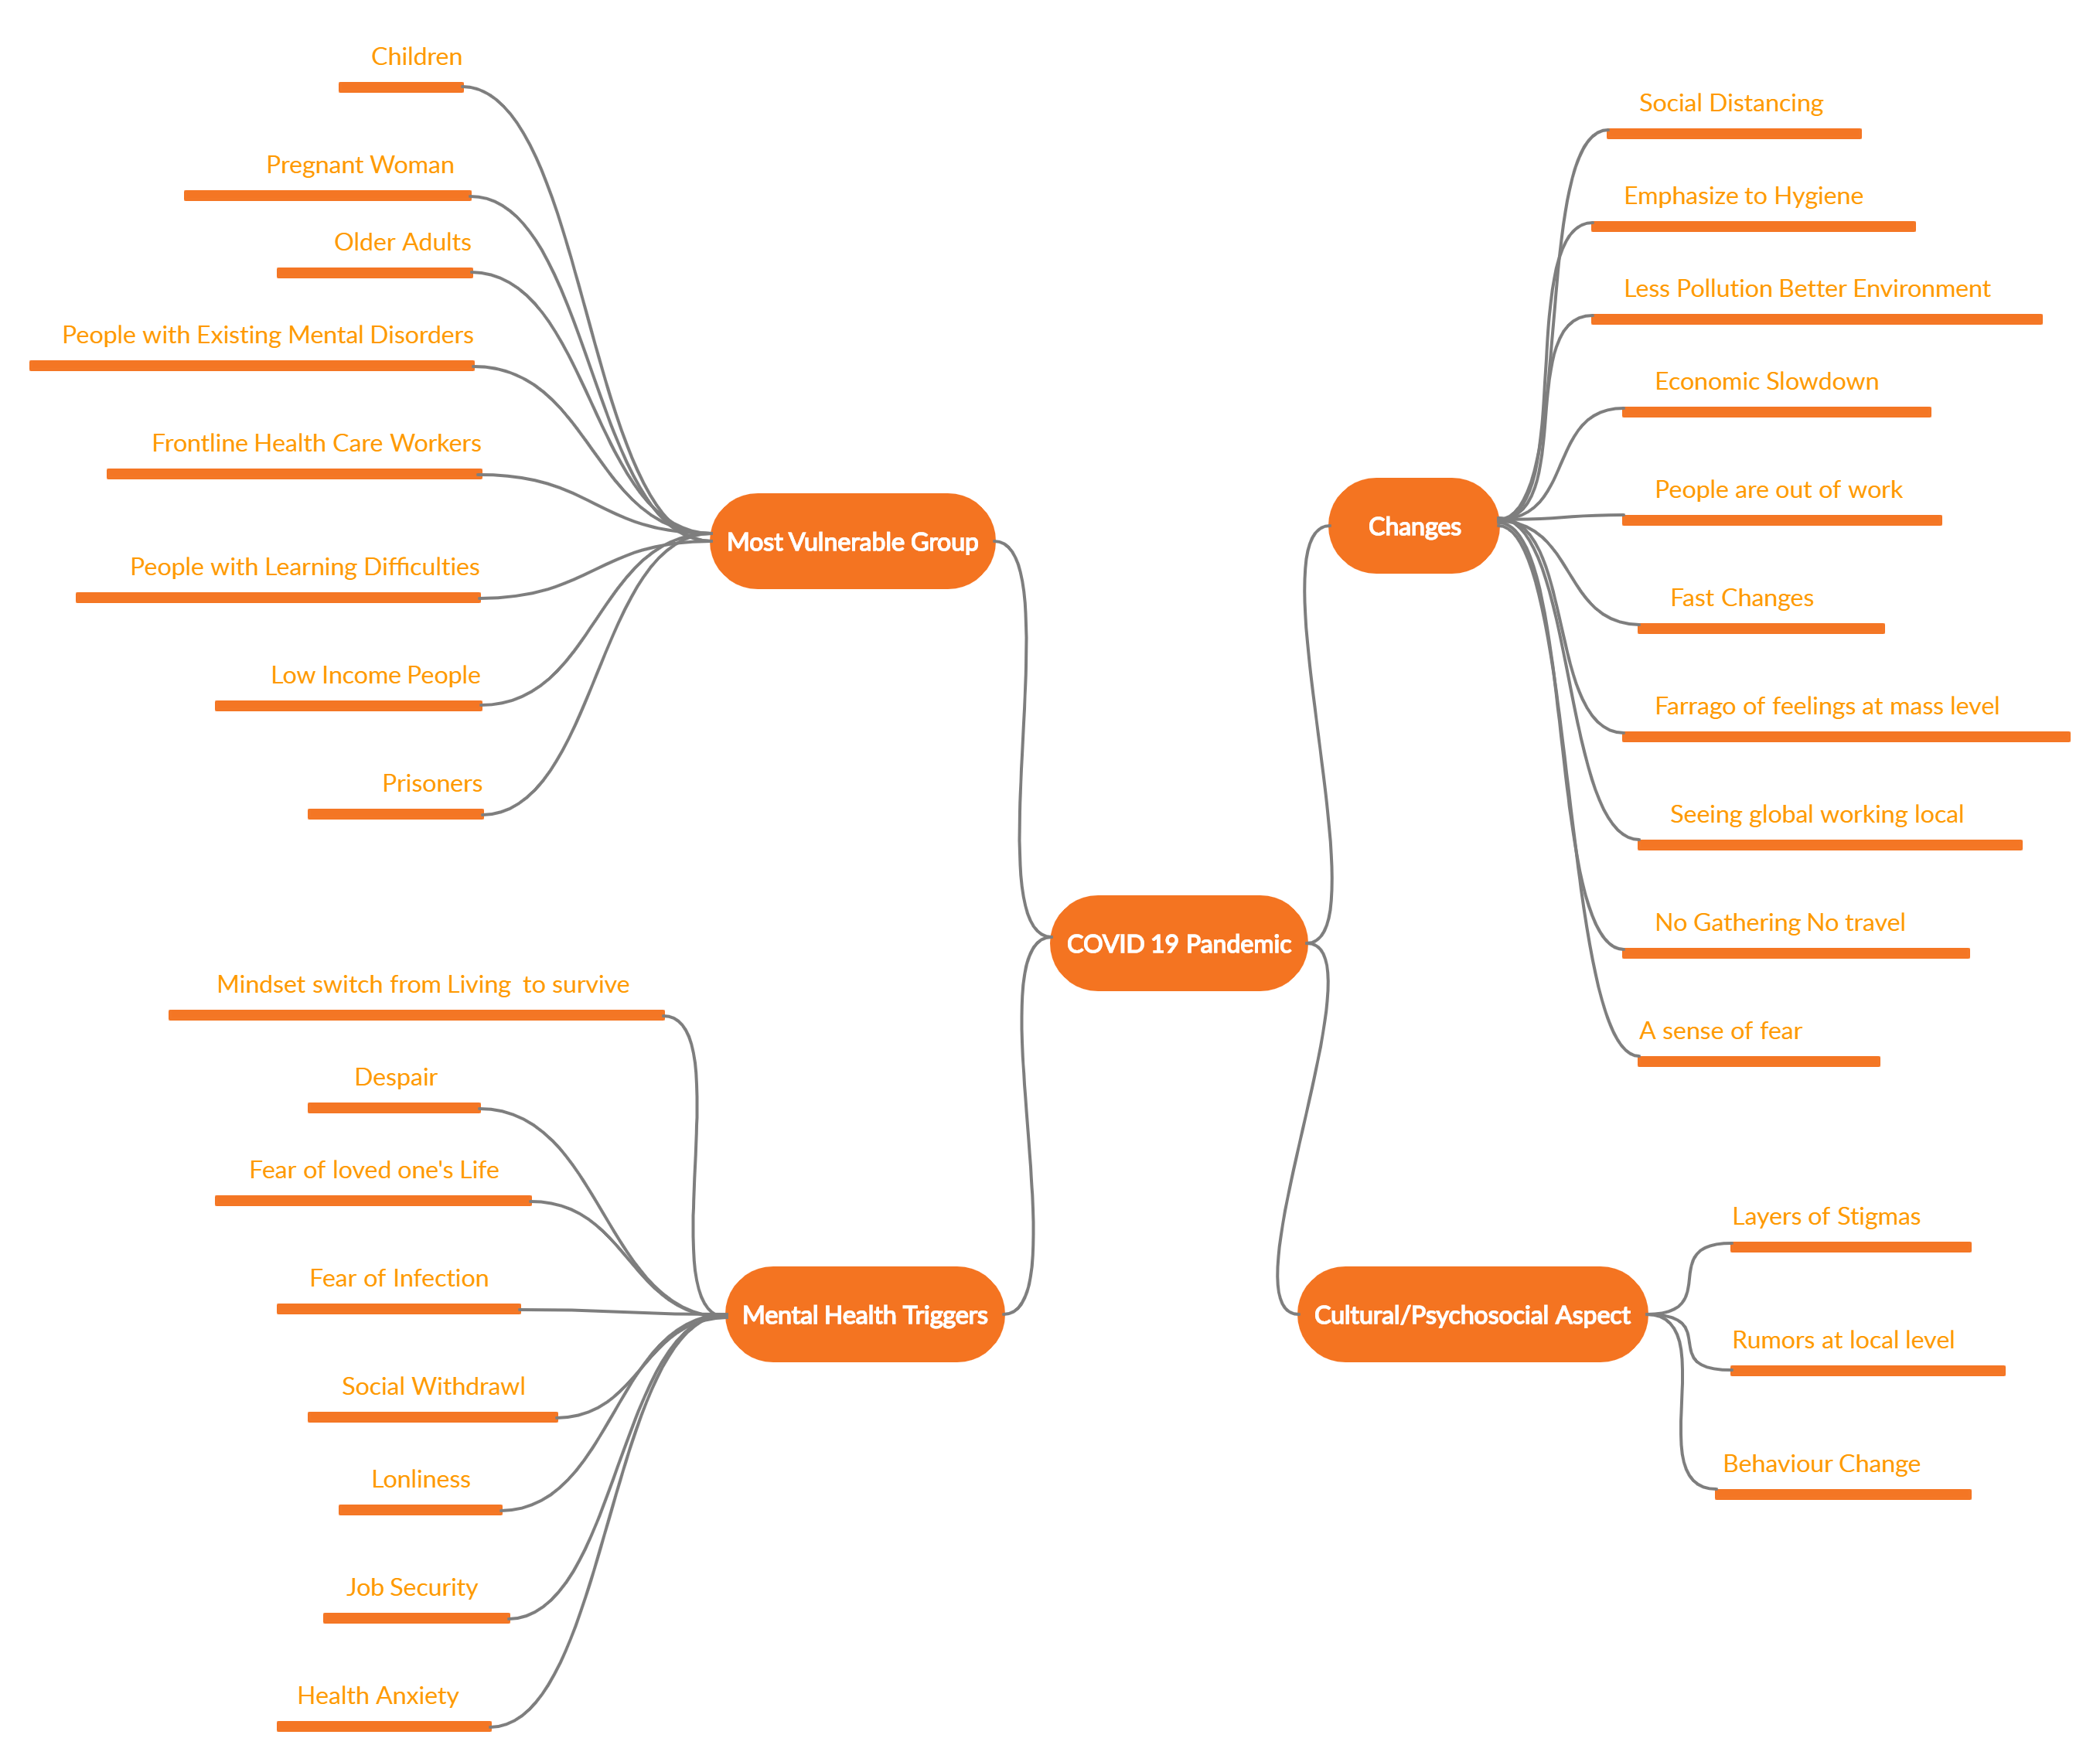 Children
Pregnant Woman
Older Adults
People with Existing Mental Disorders
Frontline Health Care Workers
People with Learning Difficulties
Low Income People
Prisoners
Most Vulnerable Group
Social Distancing
Emphasize to Hygiene
Less Pollution Better Environment
Economic Slowdown
People are out of work
Fast Changes
Farrago of feelings at mass level
Seeing global working local
No Gathering No travel
A sense of fear
Changes
COVID 19 Pandemic
Mindset switch from Living  to survive
Despair
Fear of loved one's Life
Fear of Infection
Social Withdrawl
Lonliness
Job Security
Health Anxiety
Mental Health Triggers
Cultural/Psychosocial Aspect
Layers of Stigmas
Rumors at local level
Behaviour Change